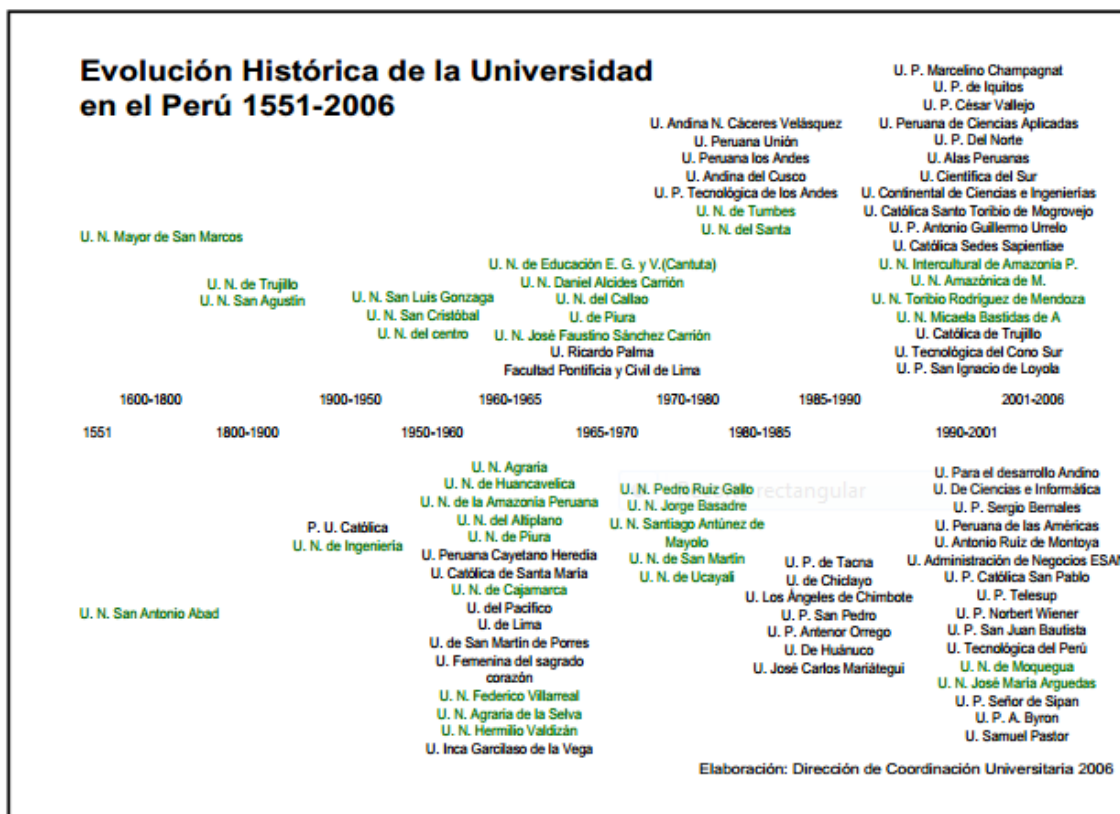 Evolución Histórica de la Universidad
en el Perú 1551-2006
U. N. Mayor de San Marcos
U. N. de Trujillo
U. N. San Agustín
U. N. San Luis Gonzaga
U. N. San Cristóbal
U. N. del centro
U. N. de Educación E. G. y V.(Cantuta)
U. N. Daniel Alcides Carrión
U. N. del Callao
U. de Piura
U. N. José Faustino Sánchez Carrión
U. Ricardo Palma
Facultad Pontificia y Civil de Lima
U. Andina N. Cáceres Velásquez
U. Peruana Unión
U. Peruana los Andes
U. Andina del Cusco
U. P. Tecnológica de los Andes
U. N. de Tumbes
U. N. del Santa
U. P. Marcelino Champagnat
U. P. de Iquitos
U. P. César Vallejo
U. Peruana de Ciencias Aplicadas
U. P. Del Norte
U. Alas Peruanas
U. Científica del Sur
U. Continental de Ciencias e Ingenierías
U. Católica Santo Toribio de Mogrovejo
U. P. Antonio Guillermo Urrelo
U. Católica Sedes Sapientiae
U. N. Intercultural de Amazonía P.
U. N. Amazónica de M.
U. N. Toribio Rodríguez de Mendoza
U. N. Micaela Bastidas de A
U. Católica de Trujillo
U. Tecnológica del Cono Sur
U. P. San Ignacio de Loyola
1600-1800 1900-1950 1960-1965 1970-1980 1985-1990 2001-2006
1551 1800-1900 1950-1960 1965-1970 1980-1985 1990-2001
U. N. San Antonio Abad
P. U. Católica
U. N. de Ingeniería
U. N. Agraria
U. N. de Huancavelica
U. N. de la Amazonía Peruana
U. N. del Altiplano
U. N. de Piura
U. Peruana Cayetano Heredia
U. Católica de Santa María
U. N. de Cajamarca
U. del Pacífico
U. de Lima
U. de San Martín de Porres
U. Femenina del sagrado
corazón
U. N. Federico Villarreal
U. N. Agraria de la Selva
U. N. Hermilio Valdizán
U. Inca Garcilaso de la Vega
U. N. Pedro Ruiz Gallo
rectangular
U. N. Jorge Basadre
U. N. Santiago Antúnez de
Mayolo
U. N. de San Martín
U. N. de Ucayali
U. P. de Tacna
U. de Chiclayo
U. Los Ángeles de Chimbote
U. P. San Pedro
U. P. Antenor Orrego
U. De Huánuco
U. José Carlos Mariátegui
U. Para el desarrollo Andino
U. De Ciencias e Informática
U. P. Sergio Bernales
U. Peruana de las Américas
U. Antonio Ruiz de Montoya
U. Administración de Negocios ESAN
U. P. Católica San Pablo
U. P. Telesup
U. P. Norbert Wiener
U. P. San Juan Bautista
U. Tecnológica del Perú
U. N. de Moquegua
U. N. José María Arguedas
U. P. Señor de Sipan
U. P. A. Byron
U. Samuel Pastor
Elaboración: Dirección de Coordinación Universitaria 2006